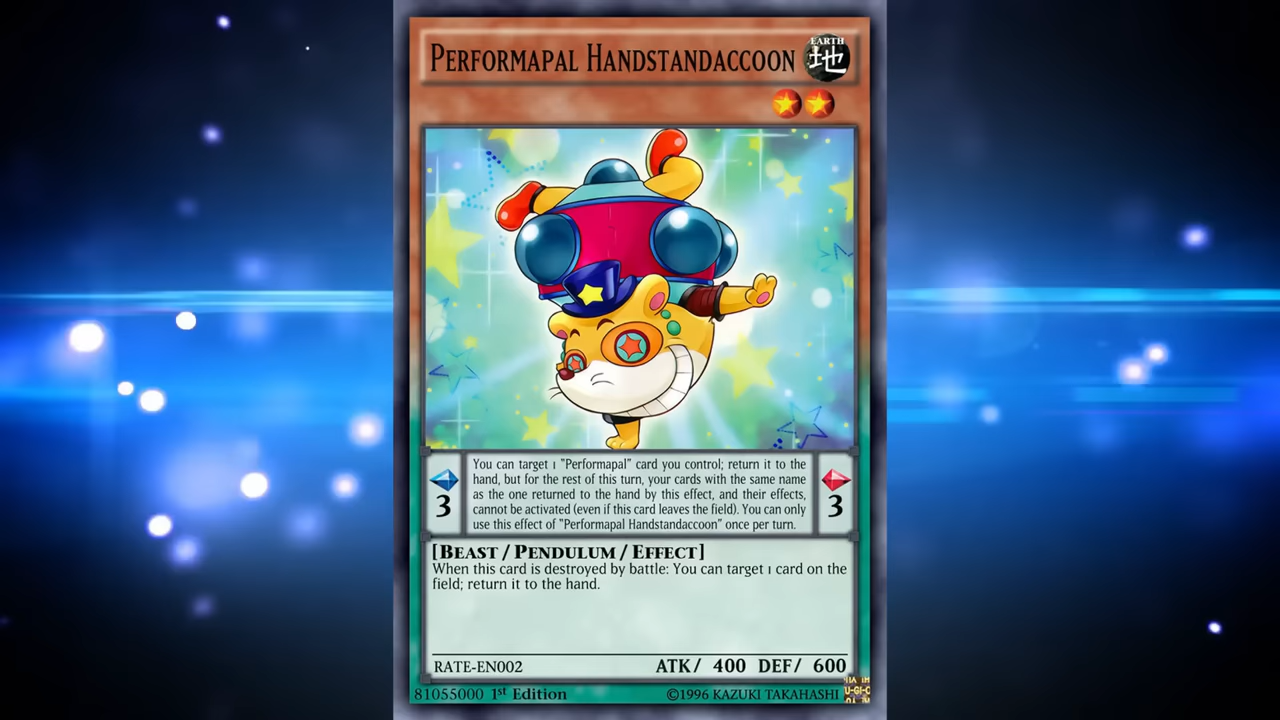 PERFORMAPAL HANDSTANDACCOON
EARTH
地
You can target 1 "Performapal" card you control; return it to the
hand, but for the rest of this turn, your cards with the same name
as the one returned to the hand by this effect, and their effects,
cannot be activated (even if this card leaves the field). You can only
use this effect of "Performapal Handstandaccoon" once per turn.
3
3
[BEAST / PENDULUM / EFFECT]
When this card is destroyed by battle: You can target 1 card on the
field; return it to the hand.
RATE-EN002
ATK/ 400 DEF/ 600
81055000 1st Edition
©1996 KAZUKI TAKAHASHI